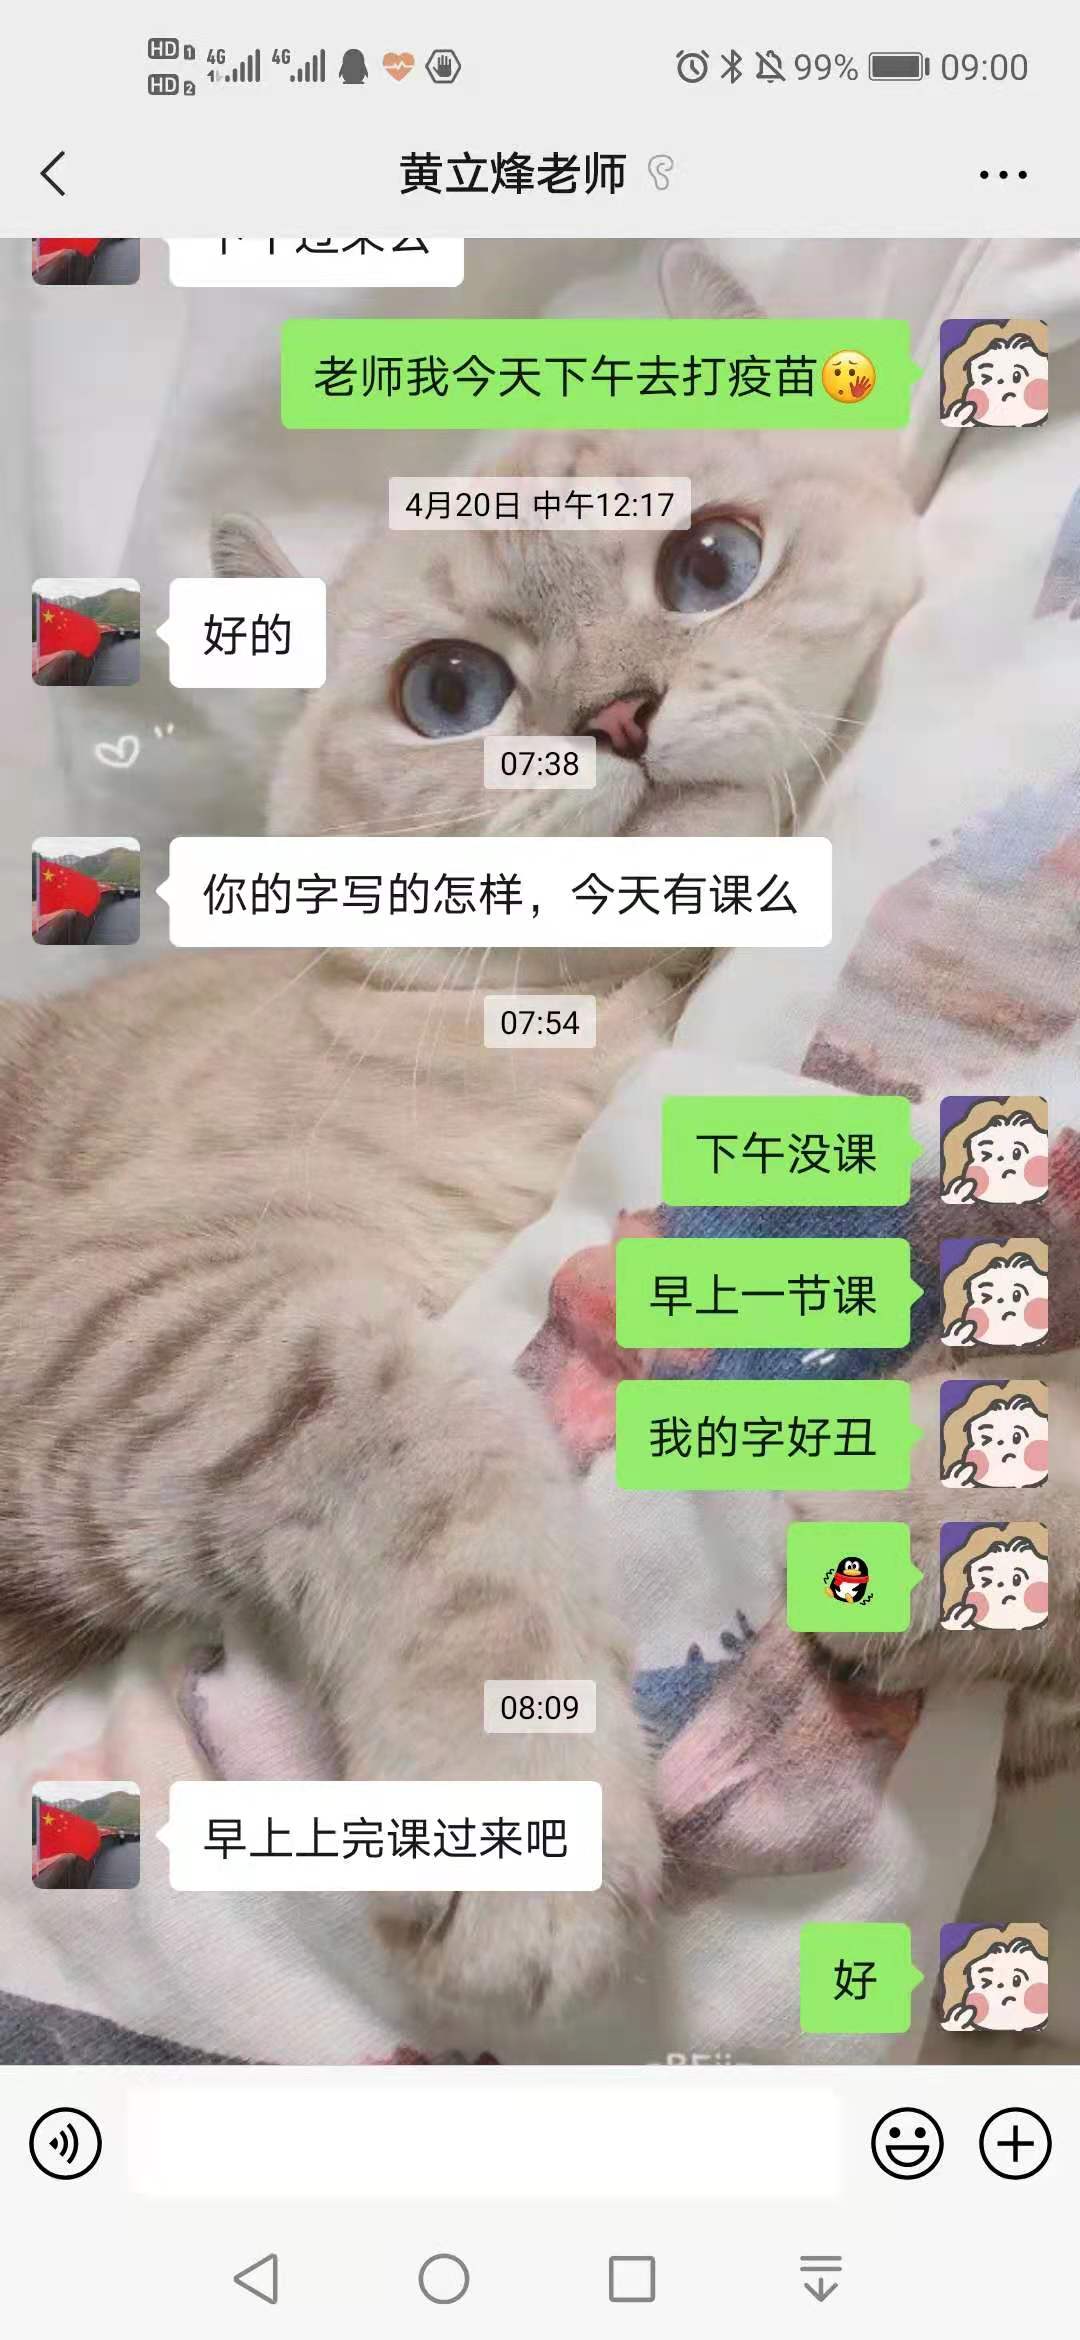 HD 1 4G 4G 99% 09:00
HD 2
黄立烽老师
老师我今天下午去打疫苗
4月20日 中午12:17
好的
07:38
你的字写的怎样，今天有课么
07:54
下午没课
早上一节课
我的字好丑
08:09
早上上完课过来吧
好